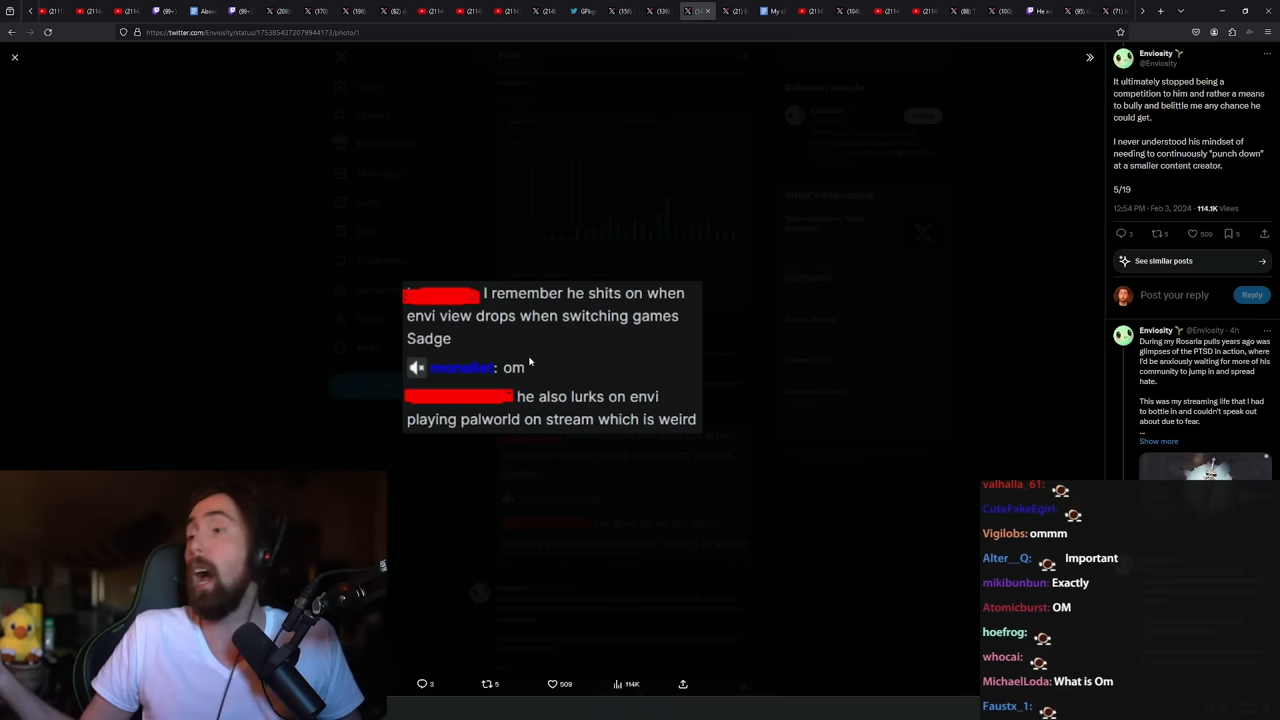 https://twitter.com/Enviosity/status/1753854372079944173/photo/1
I remember he shits on when
envi view drops when switching games
Sadge
: om
he also lurks on envi
playing palworld on stream which is weird
3
5
509
114K
Enviosity
@Enviosity
It ultimately stopped being a
competition to him and rather a means
to bully and belittle me any chance he
could get.
I never understood his mindset of
needing to continuously "punch down"
at a smaller content creator.
5/19
12:54 PM · Feb 3, 2024 · 114.1K Views
3 5 509 5
See similar posts
Post your reply
Reply
Enviosity @Enviosity · 4h
During my Rosaria pulls years ago was
glimpses of the PTSD in action, where
I'd be anxiously waiting for more of his
community to jump in and spread
hate.
This was my streaming life that I had
to bottle in and couldn't speak out
about due to fear.
...
Show more
valhalla_61:
CuteFakeEgirl:
Vigilobs: ommm
Alter__Q: Important
mikibunbun: Exactly
Atomicburst: OM
hoefrog:
whocai:
MichaelLoda: What is Om
Faustx_1: